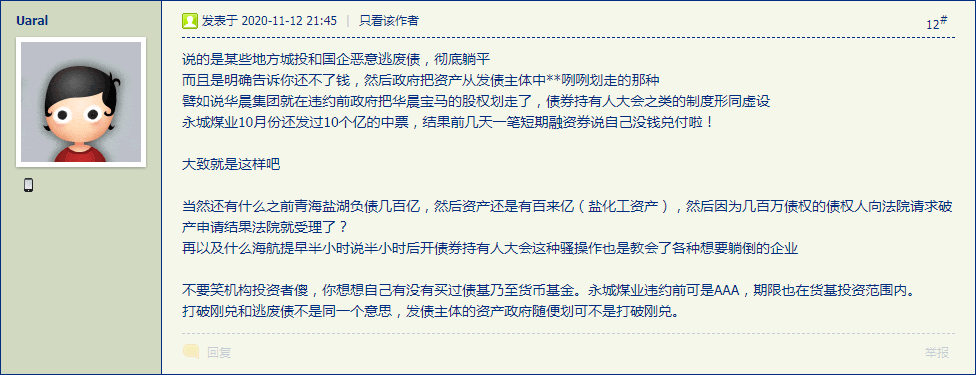 Uaral
发表于 2020-11-12 21:45 | 只看该作者
12#
说的是某些地方城投和国企恶意逃废债，彻底躺平
而且是明确告诉你还不了钱，然后政府把资产从发债主体中**咧咧划走的那种
譬如说华晨集团就在违约前政府把华晨宝马的股权划走了，债券持有人大会之类的制度形同虚设
永城煤业10月份还发过10个亿的中票，结果前几天一笔短期融资券说自己没钱兑付啦！
大致就是这样吧
当然还有什么之前青海盐湖负债几百亿，然后资产还是有百来亿（盐化工资产），然后因为几百万债权的债权人向法院请求破
产申请结果法院就受理了？
再以及什么海航提早半小时说半小时后开债券持有人大会这种骚操作也是教会了各种想要躺倒的企业
不要笑机构投资者傻，你想想自己有没有买过债基乃至货币基金。永城煤业违约前可是AAA，期限也在货基投资范围内。
打破刚兑和逃废债不是同一个意思，发债主体的资产政府随便划可不是打破刚兑。
回复
举报